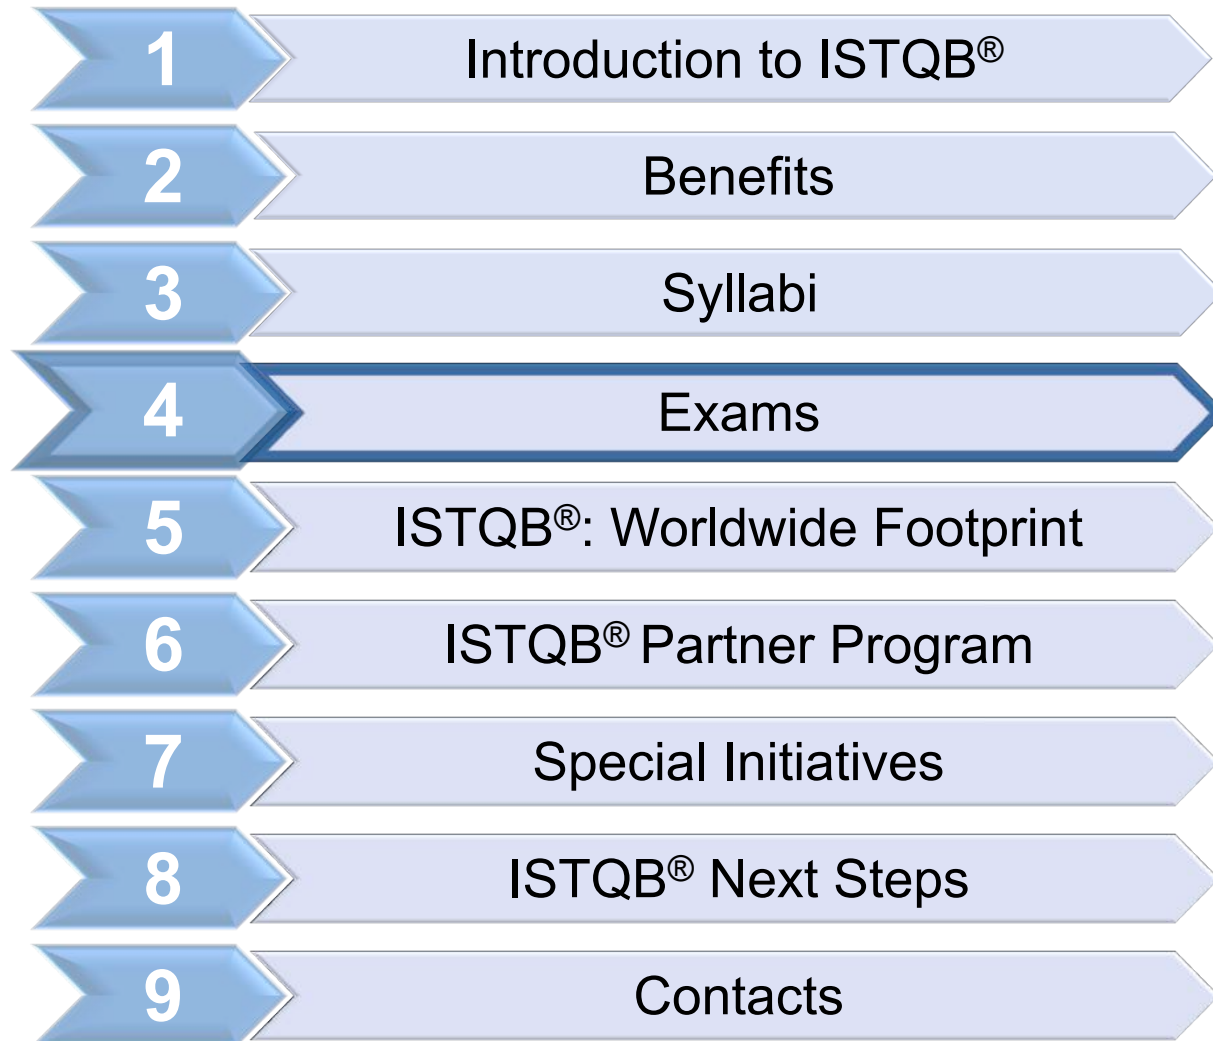 1 Introduction to ISTQB®
2 Benefits
3 Syllabi
4 Exams
5 ISTQB®: Worldwide Footprint
6 ISTQB® Partner Program
7 Special Initiatives
8 ISTQB® Next Steps
9 Contacts